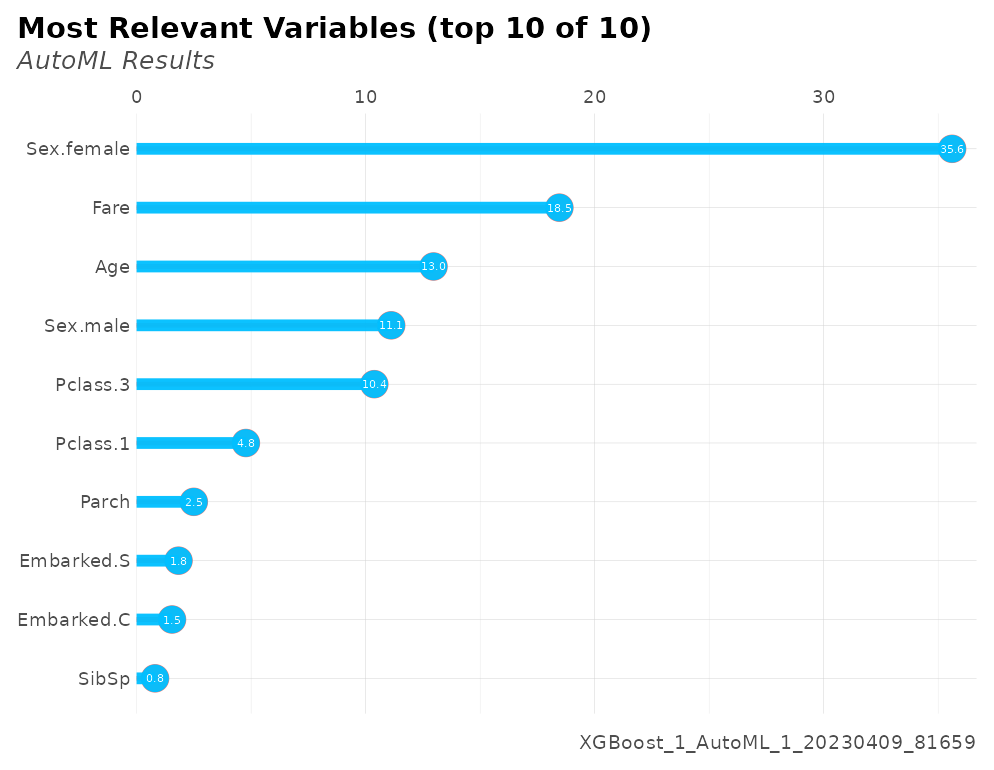 Most Relevant Variables (top 10 of 10)
AutoML Results
0 10 20 30
Sex.female 35.6
Fare 18.5
Age 13.0
Sex.male 11.1
Pclass.3 10.4
Pclass.1 4.8
Parch 2.5
Embarked.S 1.8
Embarked.C 1.5
SibSp 0.8
XGBoost_1_AutoML_1_20230409_81659